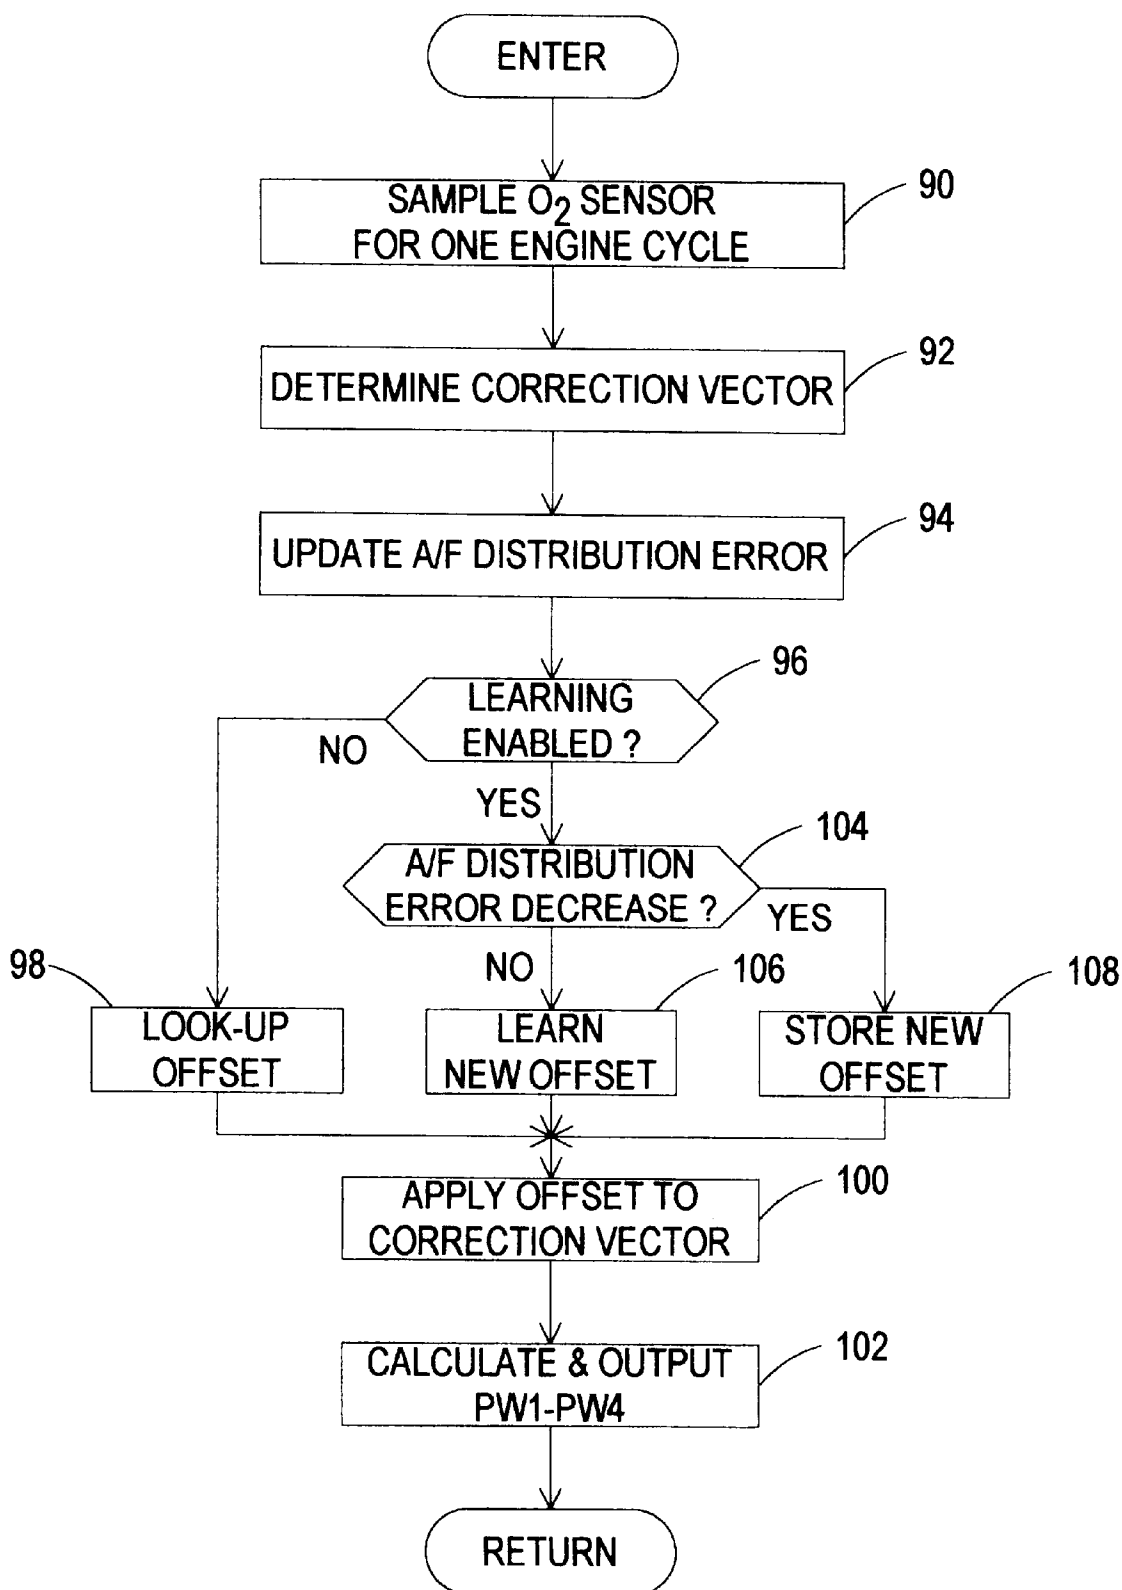 ENTER
SAMPLE O2 SENSOR
FOR ONE ENGINE CYCLE
90
DETERMINE CORRECTION VECTOR
92
UPDATE A/F DISTRIBUTION ERROR
94
LEARNING
ENABLED ?
96
NO
YES
A/F DISTRIBUTION
ERROR DECREASE ?
104
YES
NO
98
LOOK-UP
OFFSET
106
LEARN
NEW OFFSET
108
STORE NEW
OFFSET
APPLY OFFSET TO
CORRECTION VECTOR
100
CALCULATE & OUTPUT
PW1-PW4
102
RETURN